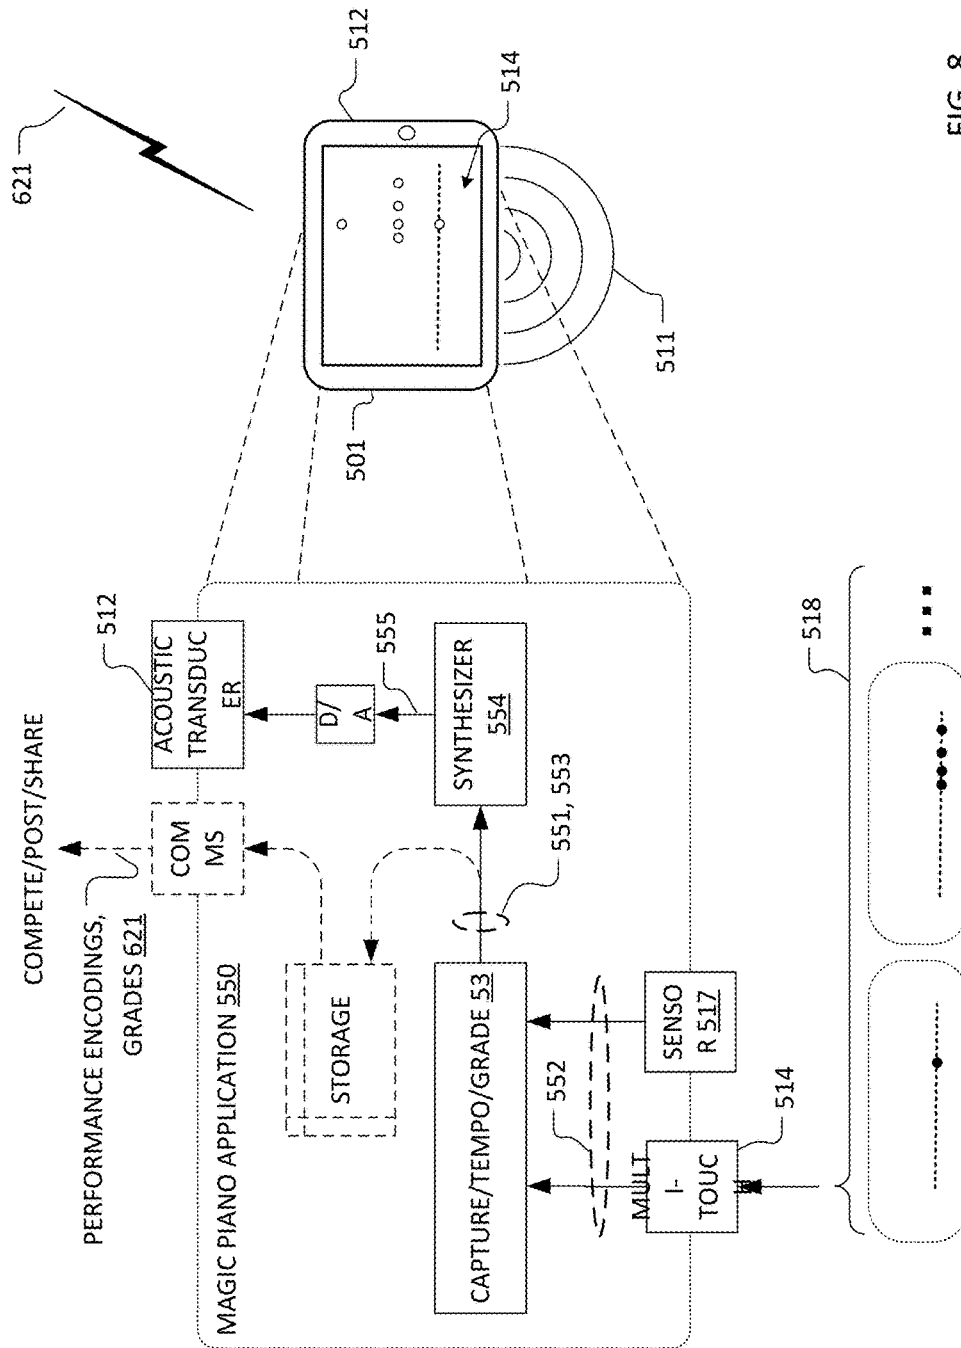 COMPETE/POST/SHARE
PERFORMANCE ENCODINGS,
GRADES 621
MAGIC PIANO APPLICATION 550
COM
MS
ACOUSTIC
TRANSDUC
ER
512
STORAGE
D/
A
555
CAPTURE/TEMPO/GRADE 53
551, 553
SYNTHESIZER
554
552
MULT
I-
TOUC
H
514
SENSO
R 517
518
621
501
512
514
511
FIG. 8